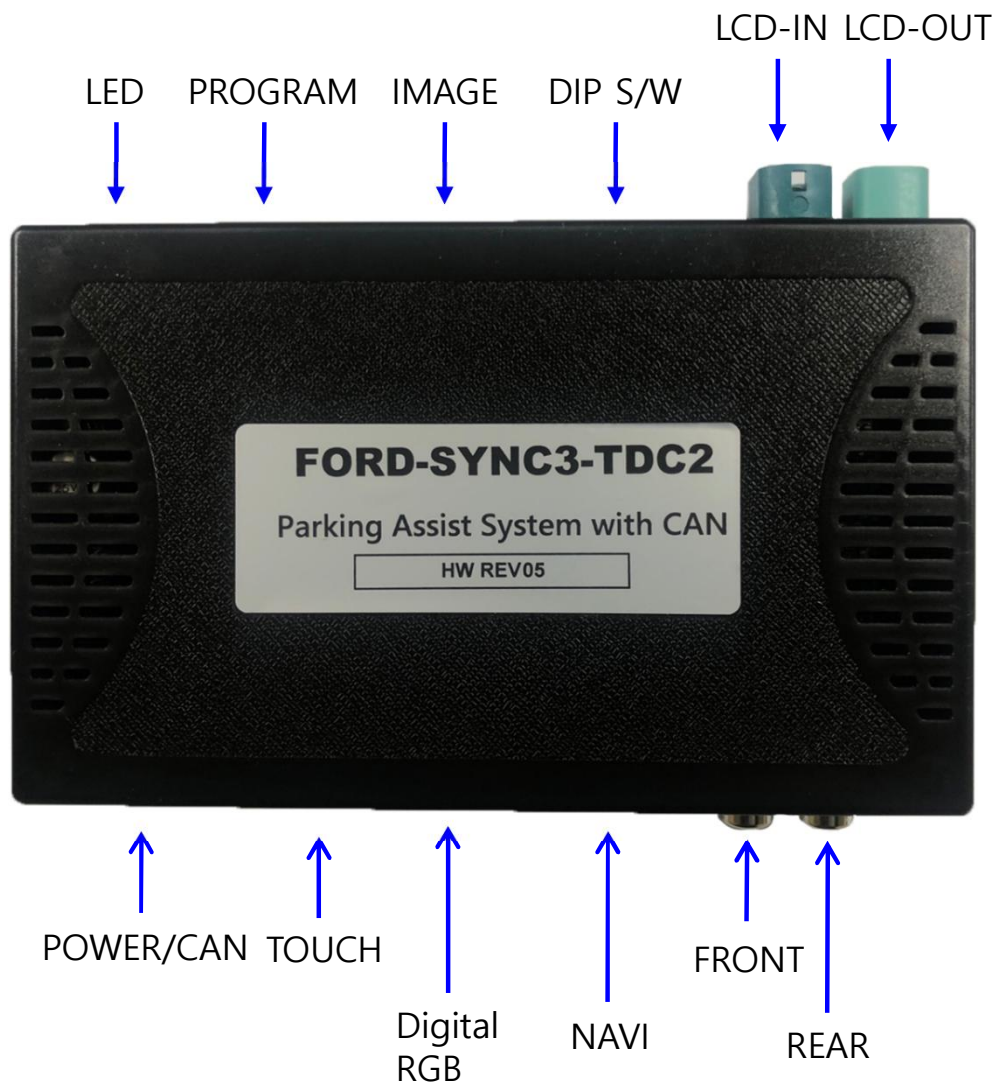 LCD-IN LCD-OUT
LED PROGRAM IMAGE DIP S/W
FORD-SYNC3-TDC2
Parking Assist System with CAN
HW REV05
POWER/CAN TOUCH
FRONT
Digital
RGB
NAVI
REAR